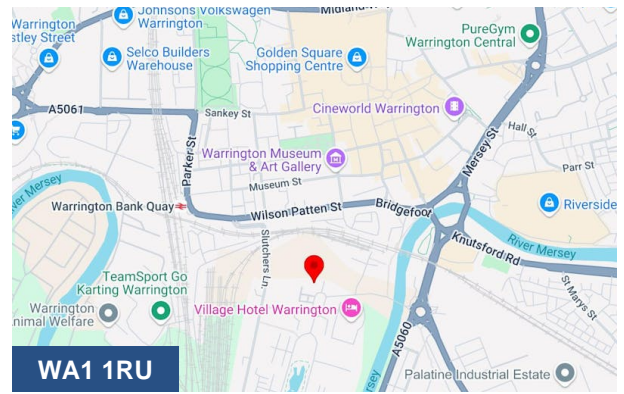 Johnsons Volkswagen
Warrington
Midland W
PureGym
Warrington Central
Warrington
stley Street
Selco Builders
Warehouse
Golden Square
Shopping Centre
Cineworld Warrington
A5061
Sankey St
Mersey St
Hall St
Parker St
Warrington Museum
& Art Gallery
Parr St
Museum St
River Mersey
Warrington Bank Quay
Wilson Patten St
Bridgefoot
Riverside
Slutchers Ln.
River Mersey
Knutsford Rd
TeamSport Go
Karting Warrington
St Marys St
Warrington
Animal Welfare
Village Hotel Warrington
A5060
WA1 1RU
Palatine Industrial Estate
ersey